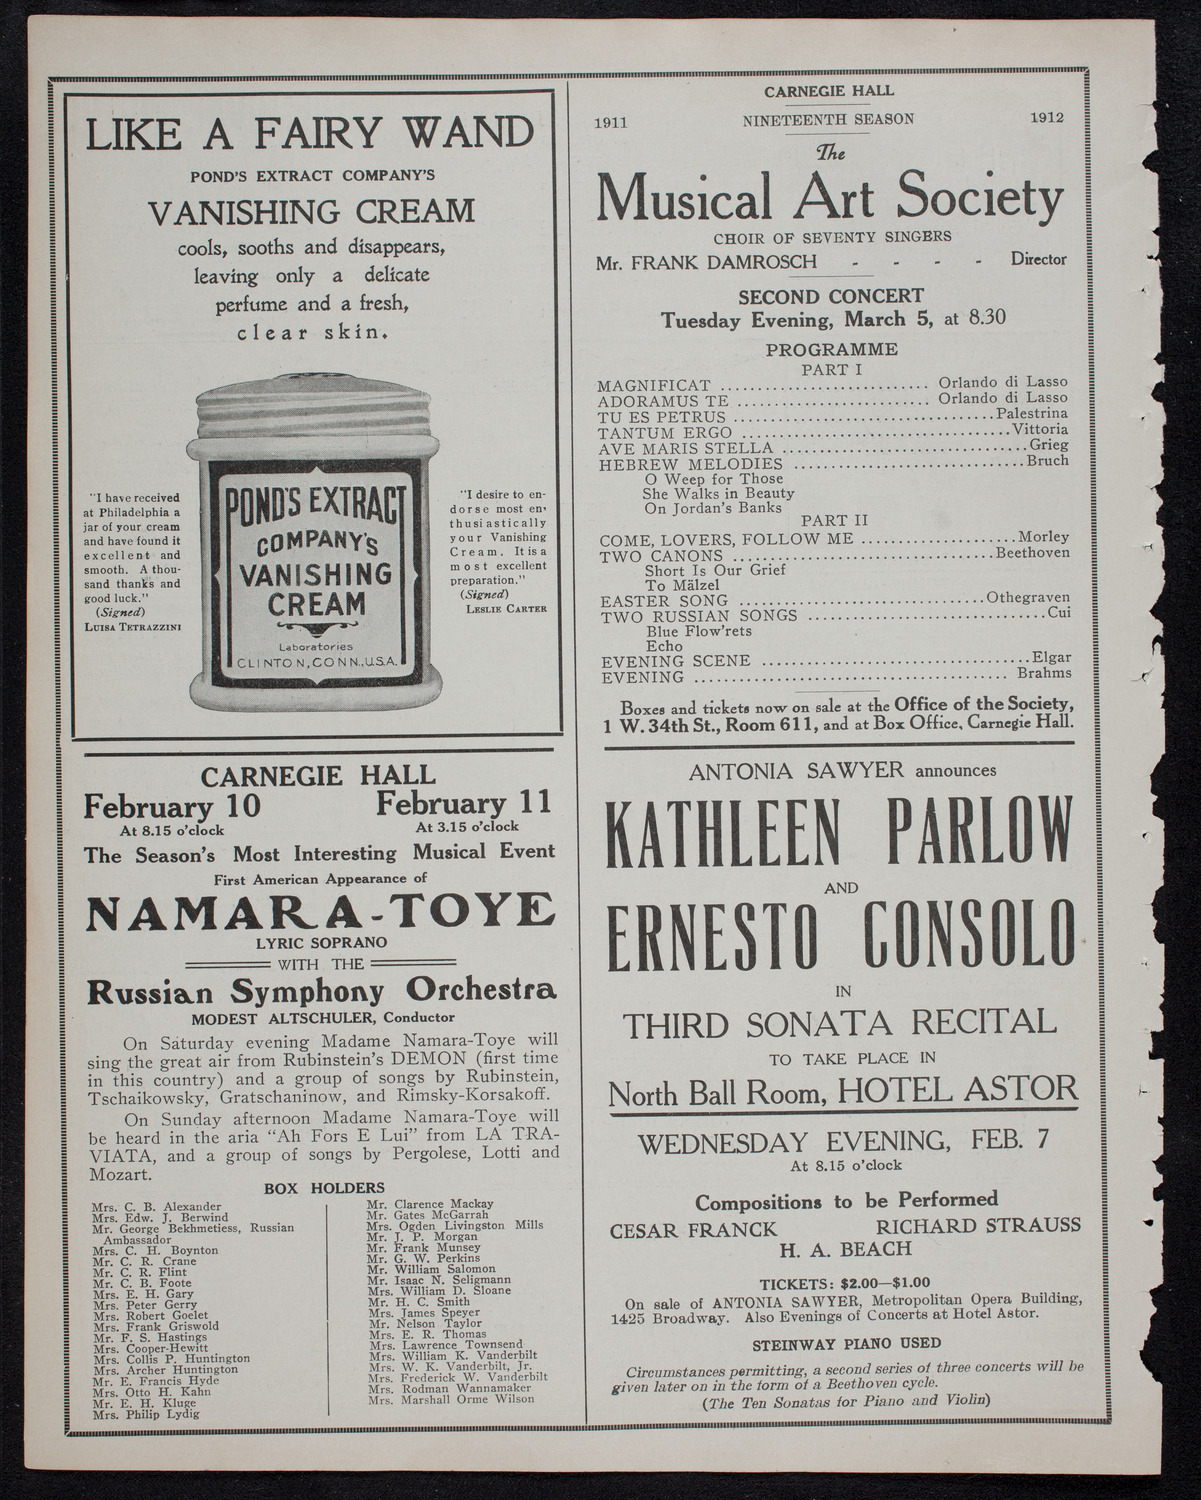 LIKE A FAIRY WAND
POND'S EXTRACT COMPANY'S
VANISHING CREAM
cools, sooths and disappears,
leaving only a delicate
perfume and a fresh,
clear skin.
"I have received
at Philadelphia a
jar of your cream
and have found it
excellent and
smooth. A thou-
sand thanks and
good luck."
(Signed)
LUISA TETRAZZINI
POND'S EXTRACT
COMPANY'S
VANISHING
CREAM
Laboratories
CLINTON, CONN., U.S.A.
"I desire to en-
dorse most en-
thusiastically
your Vanishing
Cream. It is a
most excellent
preparation."
(Signed)
LESLIE CARTER
CARNEGIE HALL
February 10 February 11
At 8.15 o'clock At 3.15 o'clock
The Season's Most Interesting Musical Event
First American Appearance of
NAMARA-TOYE
LYRIC SOPRANO
WITH THE
Russian Symphony Orchestra
MODEST ALTSCHULER, Conductor
On Saturday evening Madame Namara-Toye will
sing the great air from Rubinstein's DEMON (first time
in this country) and a group of songs by Rubinstein,
Tschaikowsky, Gratschaninow, and Rimsky-Korsakoff.
On Sunday afternoon Madame Namara-Toye will
be heard in the aria "Ah Fors E Lui" from LA TRA-
VIATA, and a group of songs by Pergolese, Lotti and
Mozart.
BOX HOLDERS
Mrs. C. B. Alexander
Mrs. Edw. J. Berwind
Mr. George Bekhmetiess, Russian
Ambassador
Mrs. C. H. Boynton
Mr. C. R. Crane
Mr. C. R. Flint
Mr. C. B. Foote
Mrs. E. H. Gary
Mrs. Peter Gerry
Mrs. Robert Goelet
Mrs. Frank Griswold
Mr. F. S. Hastings
Mrs. Cooper-Hewitt
Mrs. Collis P. Huntington
Mrs. Archer Huntington
Mr. E. Francis Hyde
Mrs. Otto H. Kahn
Mr. E. H. Kluge
Mrs. Philip Lydig
Mr. Clarence Mackay
Mr. Gates McGarrah
Mrs. Ogden Livingston Mills
Mr. J. P. Morgan
Mr. Frank Munsey
Mr. G. W. Perkins
Mr. William Salomon
Mr. Isaac N. Seligmann
Mrs. William D. Sloane
Mr. H. C. Smith
Mrs. James Speyer
Mr. Nelson Taylor
Mrs. E. R. Thomas
Mrs. Lawrence Townsend
Mrs. William K. Vanderbilt
Mrs. W. K. Vanderbilt, Jr.
Mrs. Frederick W. Vanderbilt
Mrs. Rodman Wannamaker
Mrs. Marshall Orme Wilson
CARNEGIE HALL
1911 NINETEENTH SEASON 1912
The
Musical Art Society
CHOIR OF SEVENTY SINGERS
Mr. FRANK DAMROSCH - - - - Director
SECOND CONCERT
Tuesday Evening, March 5, at 8.30
PROGRAMME
PART I
MAGNIFICAT ............................ Orlando di Lasso
ADORAMUS TE .......................... Orlando di Lasso
TU ES PETRUS ...................................Palestrina
TANTUM ERGO ....................................Vittoria
AVE MARIS STELLA .................................Grieg
HEBREW MELODIES ...............................Bruch
O Weep for Those
She Walks in Beauty
On Jordan's Banks
PART II
COME, LOVERS, FOLLOW ME .....................Morley
TWO CANONS ...................................Beethoven
Short Is Our Grief
To Mälzel
EASTER SONG .................................Othegraven
TWO RUSSIAN SONGS ................................Cui
Blue Flow'rets
Echo
EVENING SCENE ....................................Elgar
EVENING .......................................... Brahms
Boxes and tickets now on sale at the Office of the Society,
1 W. 34th St., Room 611, and at Box Office, Carnegie Hall.
ANTONIA SAWYER announces
KATHLEEN PARLOW
AND
ERNESTO CONSOLO
IN
THIRD SONATA RECITAL
TO TAKE PLACE IN
North Ball Room, HOTEL ASTOR
WEDNESDAY EVENING, FEB. 7
At 8.15 o'clock
Compositions to be Performed
CESAR FRANCK RICHARD STRAUSS
H. A. BEACH
TICKETS: $2.00—$1.00
On sale of ANTONIA SAWYER, Metropolitan Opera Building,
1425 Broadway. Also Evenings of Concerts at Hotel Astor.
STEINWAY PIANO USED
Circumstances permitting, a second series of three concerts will be
given later on in the form of a Beethoven cycle.
(The Ten Sonatas for Piano and Violin)